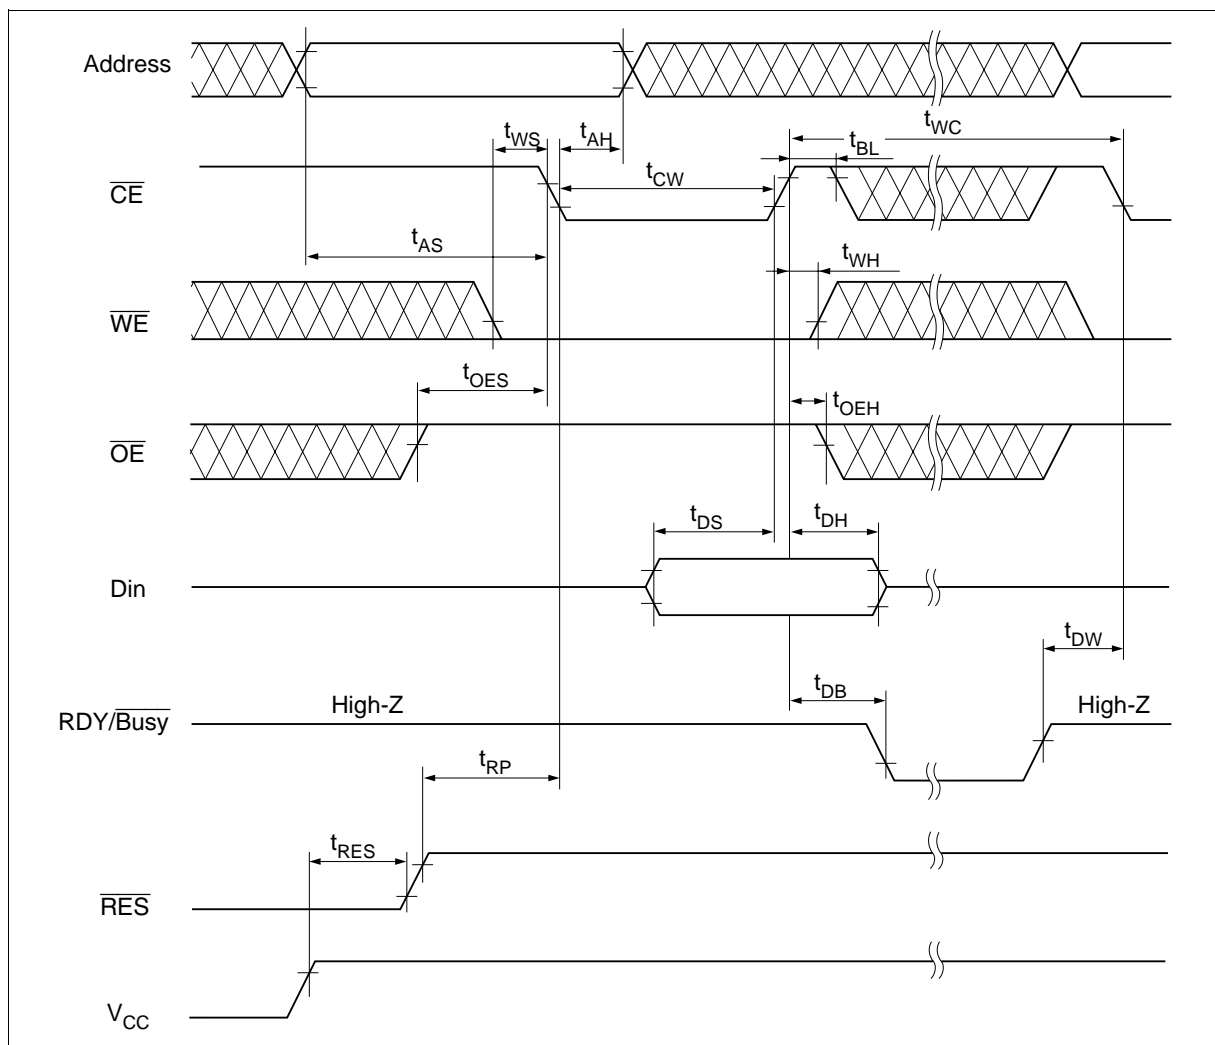 Address
tWS
tAH
tWC
tBL
CE
tCW
tAS
tWH
WE
tOES
tOEH
OE
tDS
tDH
Din
tDW
tDB
RDY/Busy
High-Z
High-Z
tRP
tRES
RES
VCC